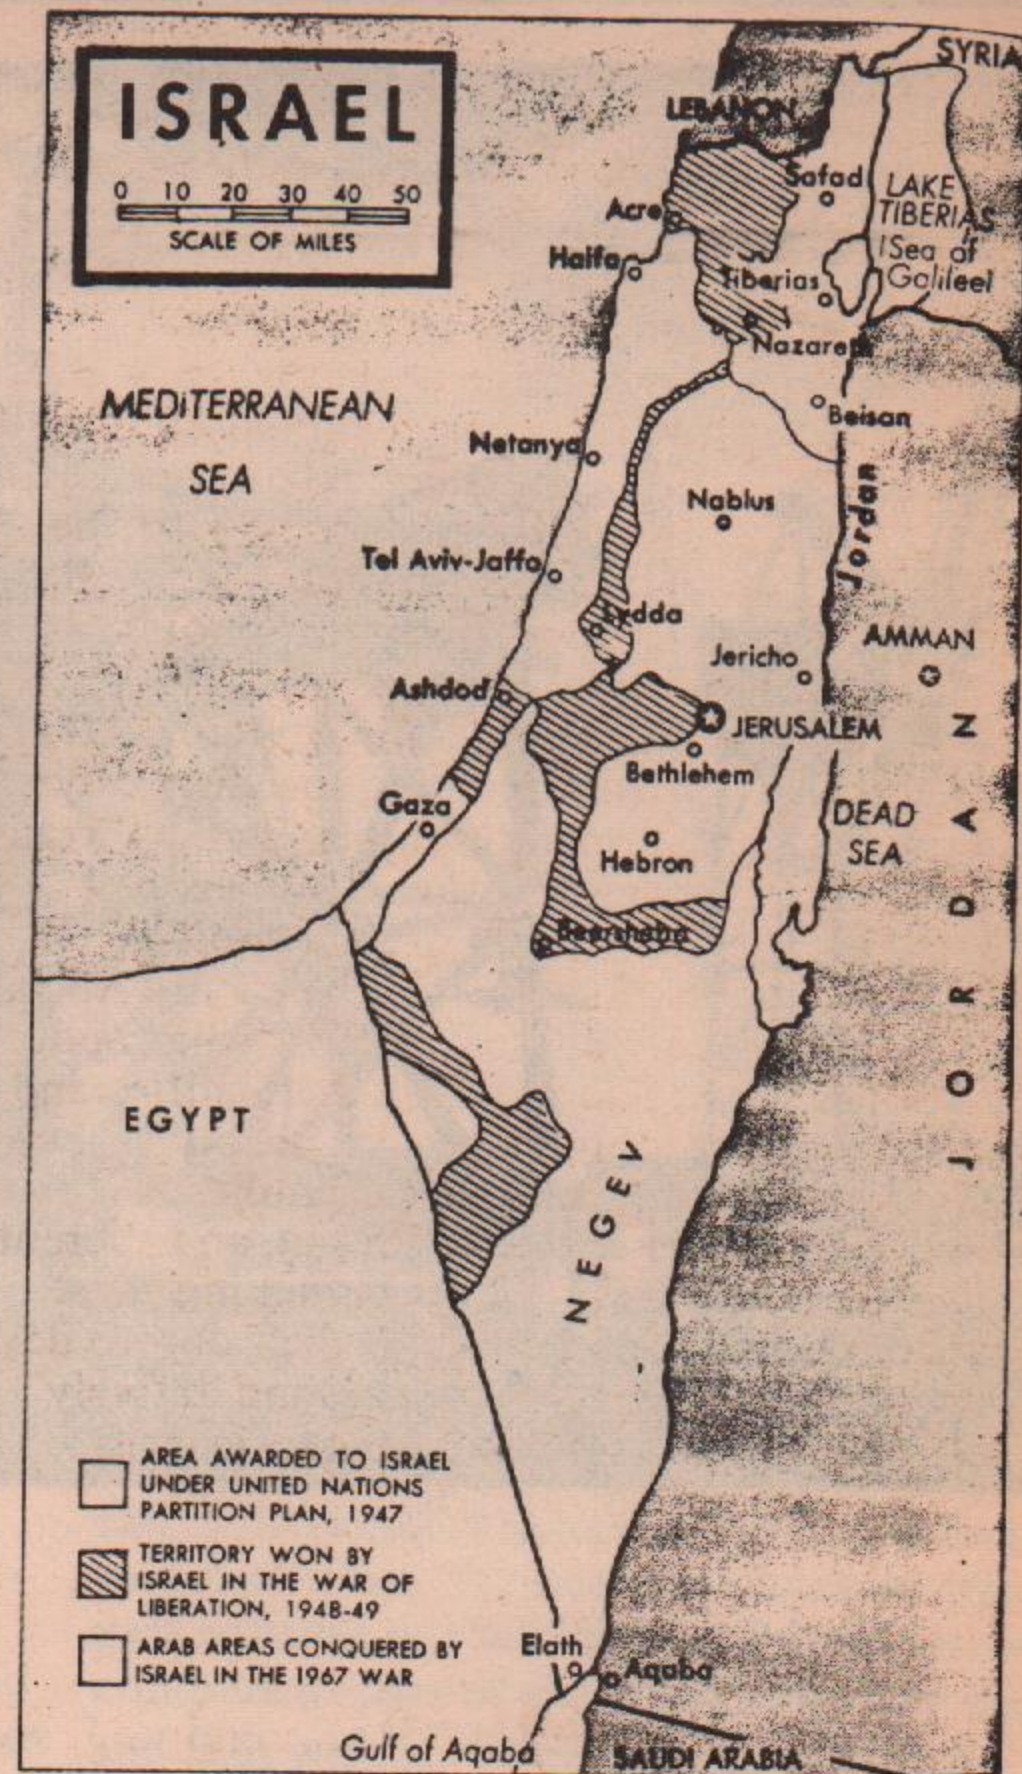 ISRAEL
0 10 20 30 40 50
SCALE OF MILES
SYRIA
LEBANON
Safad
LAKE
TIBERIAS
(Sea of
Galilee)
Acre
Haifa
Tiberias
Nazareth
MEDITERRANEAN
SEA
Beisan
Netanya
Jordan
Nablus
Tel Aviv-Jaffa
Lydda
AMMAN
Jericho
Ashdod
JERUSALEM
Bethlehem
Gaza
DEAD
SEA
Hebron
JORDAN
Beersheba
EGYPT
NEGEV
AREA AWARDED TO ISRAEL
UNDER UNITED NATIONS
PARTITION PLAN, 1947
TERRITORY WON BY
ISRAEL IN THE WAR OF
LIBERATION, 1948-49
ARAB AREAS CONQUERED BY
ISRAEL IN THE 1967 WAR
Elath
Aqaba
Gulf of Aqaba
SAUDI ARABIA